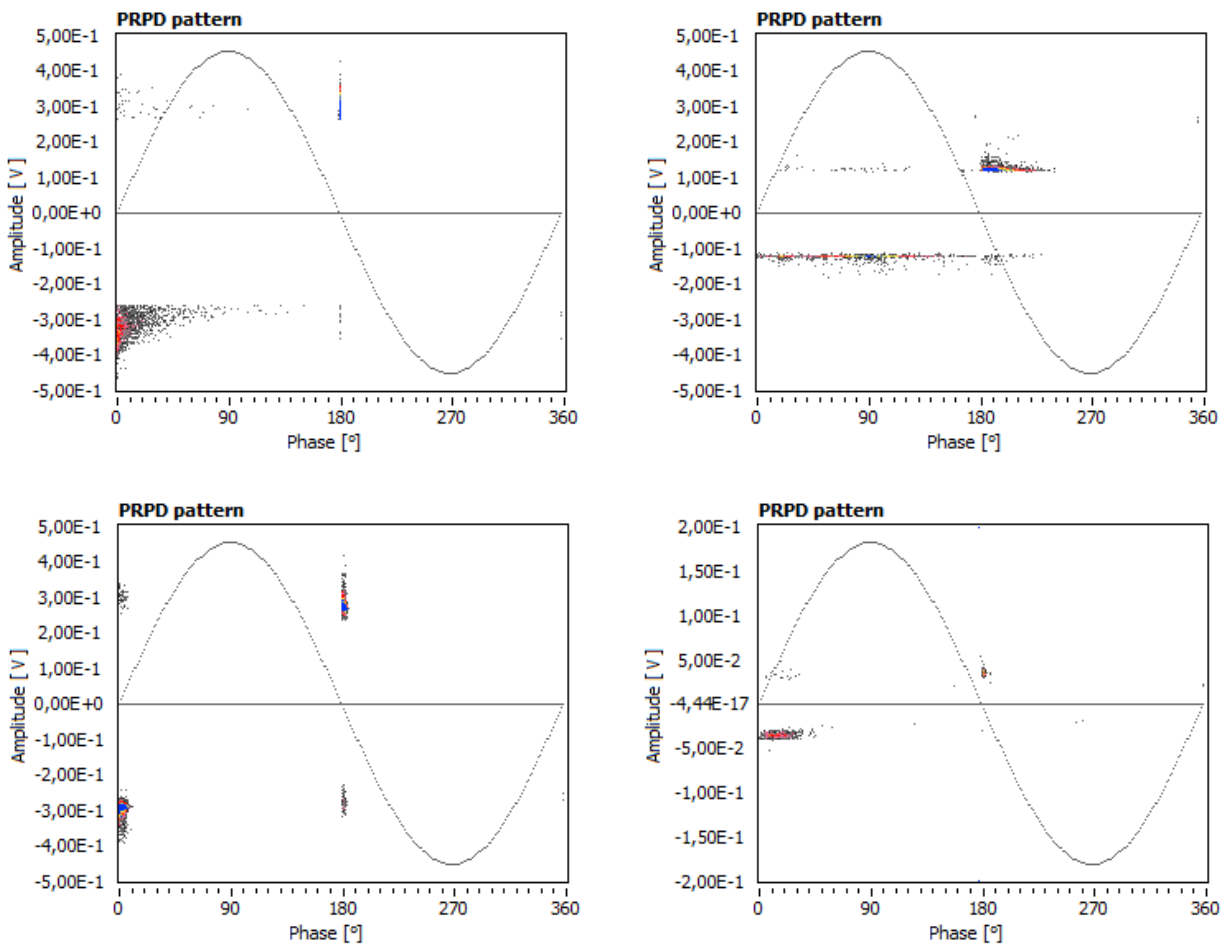 PRPD pattern
5,00E-1
4,00E-1
3,00E-1
2,00E-1
1,00E-1
0,00E+0
-1,00E-1
-2,00E-1
-3,00E-1
-4,00E-1
-5,00E-1
Amplitude [ V ]
0 90 180 270 360
Phase [º]
PRPD pattern
5,00E-1
4,00E-1
3,00E-1
2,00E-1
1,00E-1
0,00E+0
-1,00E-1
-2,00E-1
-3,00E-1
-4,00E-1
-5,00E-1
Amplitude [ V ]
0 90 180 270 360
Phase [º]
PRPD pattern
5,00E-1
4,00E-1
3,00E-1
2,00E-1
1,00E-1
0,00E+0
-1,00E-1
-2,00E-1
-3,00E-1
-4,00E-1
-5,00E-1
Amplitude [ V ]
0 90 180 270 360
Phase [º]
PRPD pattern
2,00E-1
1,50E-1
1,00E-1
5,00E-2
-4,44E-17
-5,00E-2
-1,00E-1
-1,50E-1
-2,00E-1
Amplitude [ V ]
0 90 180 270 360
Phase [º]